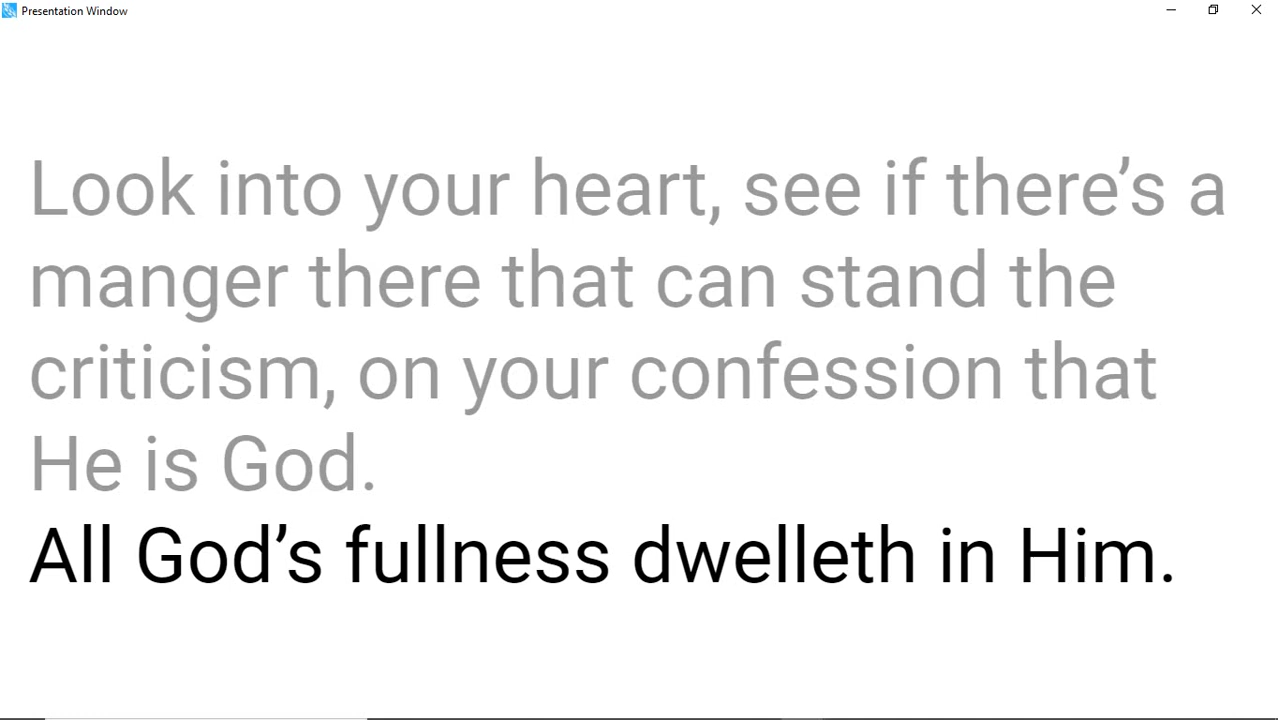 Presentation Window
Look into your heart, see if there’s a
manger there that can stand the
criticism, on your confession that
He is God.
All God’s fullness dwelleth in Him.